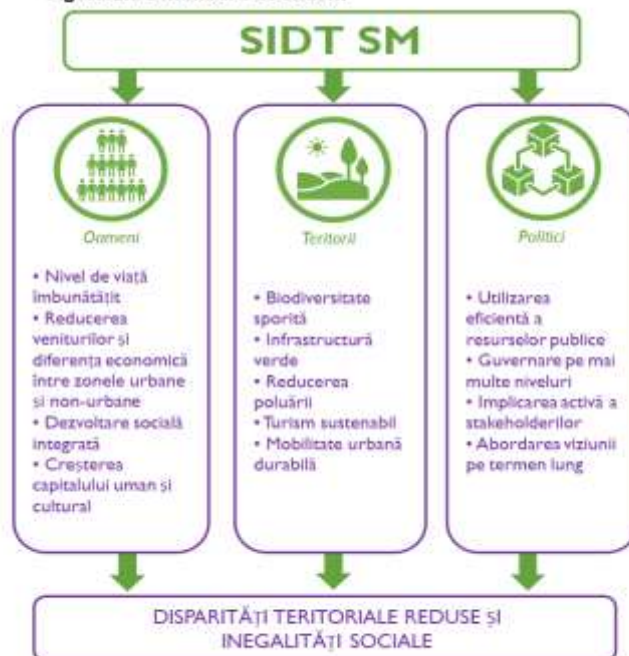 SIDT SM
Oameni
• Nivel de viață
îmbunătățit
• Reducerea
veniturilor și
diferența economică
între zonele urbane
și non-urbane
• Dezvoltare socială
integrată
• Creșterea
capitalului uman și
cultural
Teritorii
• Biodiversitate
sporită
• Infrastructură
verde
• Reducerea
poluării
• Turism sustenabil
• Mobilitate urbană
durabilă
Politici
• Utilizarea
eficientă a
resurselor publice
• Guvernare pe mai
multe niveluri
• Implicarea activă a
stakeholderilor
• Abordarea viziunii
pe termen lung
DISPARITĂȚI TERITORIALE REDUSE ȘI
INEGALITĂȚI SOCIALE